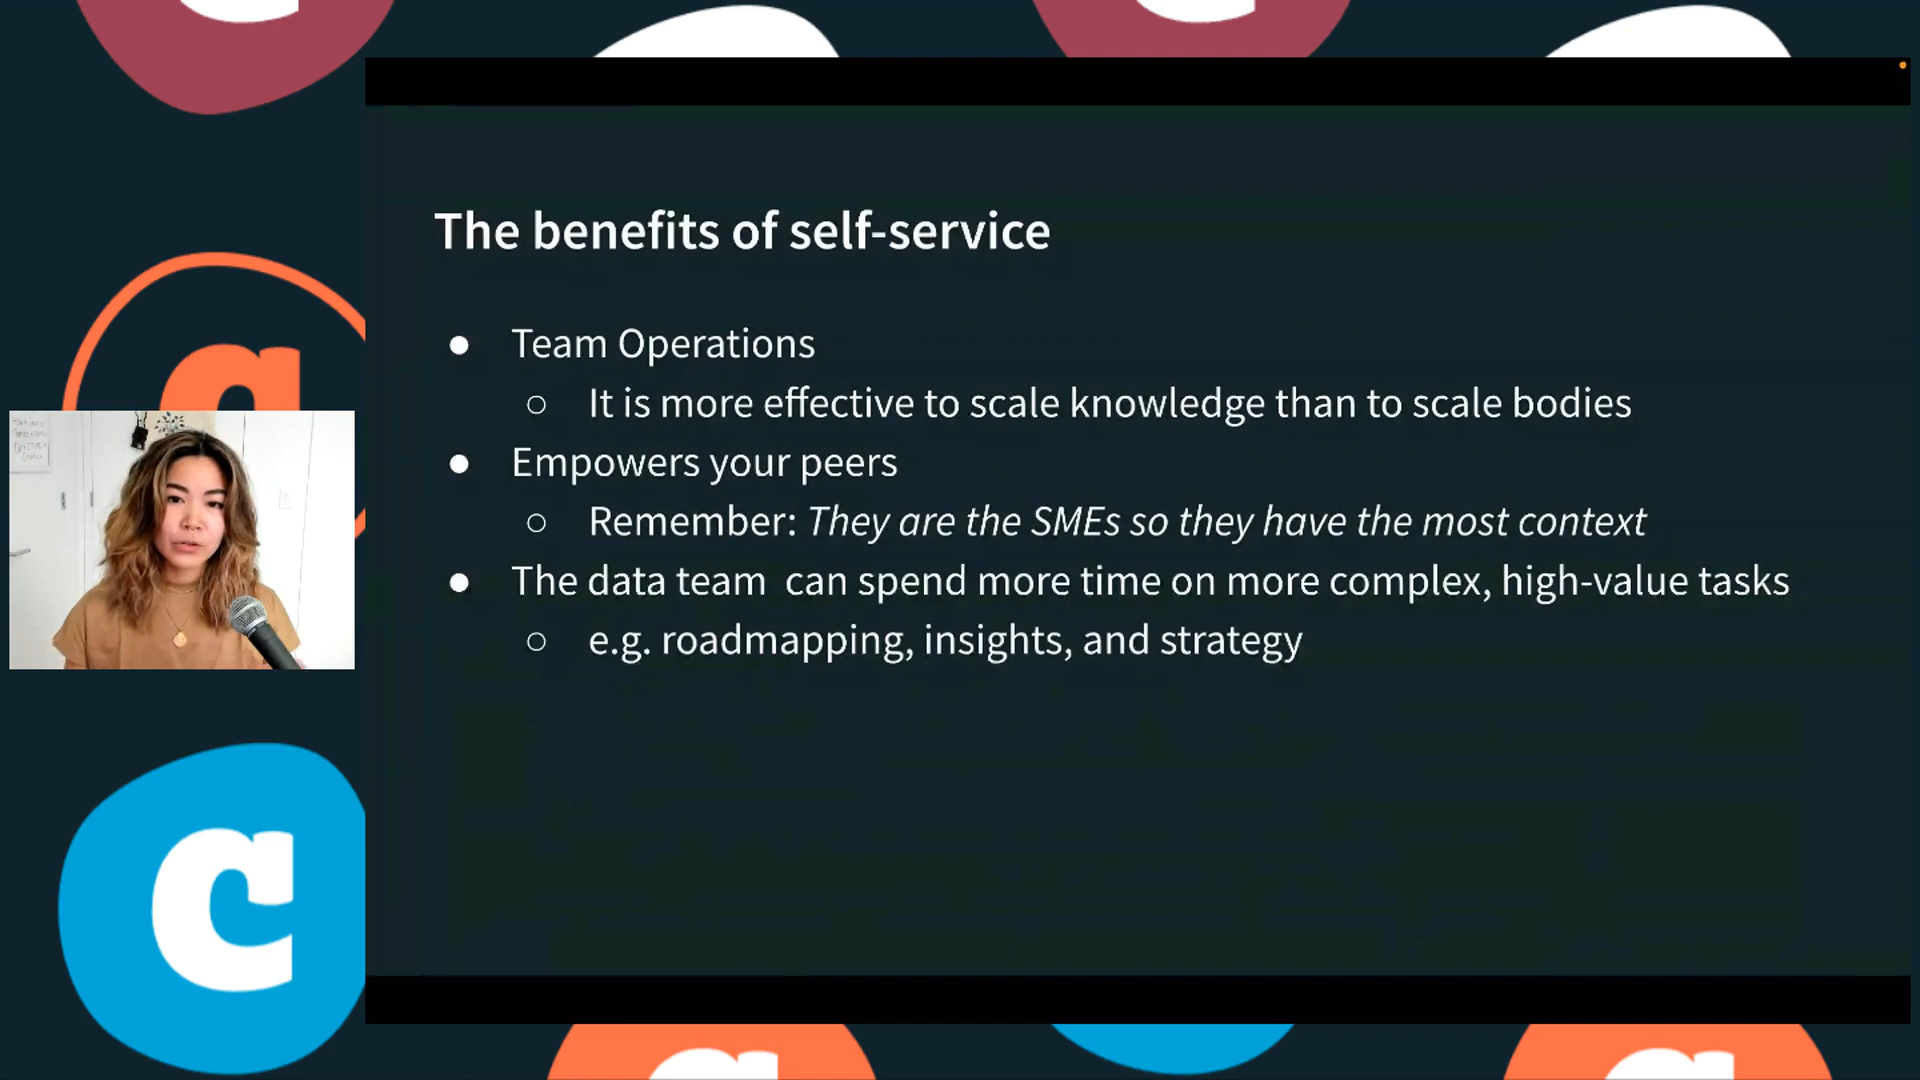 The benefits of self-service
● Team Operations
○ It is more effective to scale knowledge than to scale bodies
● Empowers your peers
○ Remember: They are the SMEs so they have the most context
● The data team  can spend more time on more complex, high-value tasks
○ e.g. roadmapping, insights, and strategy